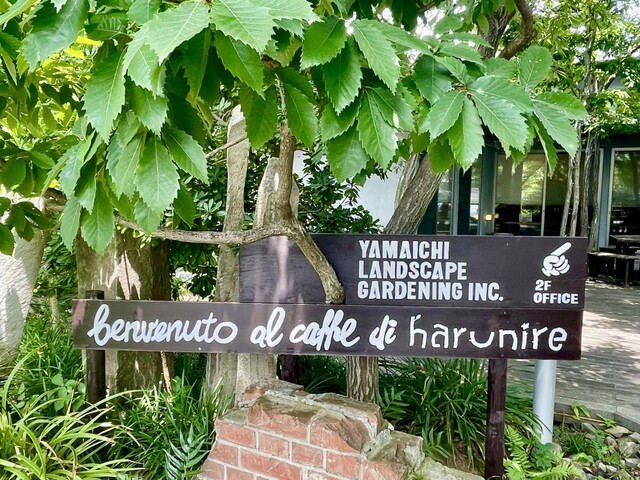 YAMAICHI
LANDSCAPE
GARDENING INC.
2F
OFFICE
benvenuto al caffe di harunire